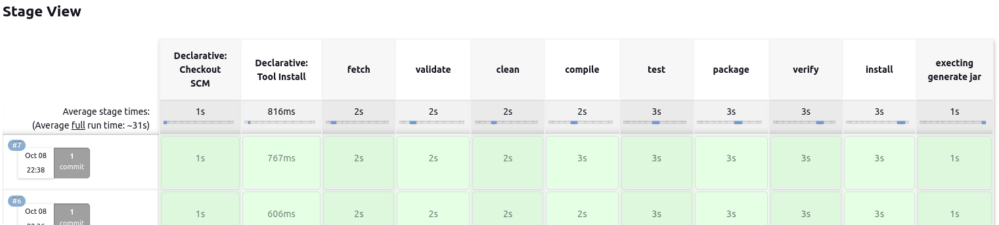 Stage View
Declarative: Checkout SCM
Declarative: Tool Install
fetch
validate
clean
compile
test
package
verify
install
execting generate jar
Average stage times:
(Average full run time: ~31s)
1s 816ms 2s 2s 2s 2s 3s 3s 3s 3s 1s
#7
Oct 08
22:38
1
commit
1s 767ms 2s 2s 2s 3s 3s 3s 3s 3s 1s
#6
Oct 08
1
commit
1s 606ms 2s 2s 2s 2s 3s 3s 3s 3s 1s